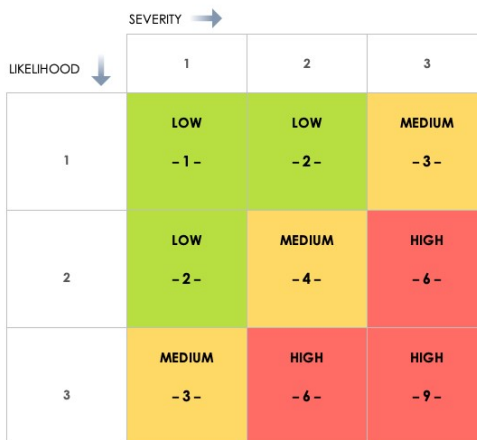 SEVERITY
LIKELIHOOD
1 2 3
1
LOW LOW MEDIUM
– 1 – – 2 – – 3 –
2
LOW MEDIUM HIGH
– 2 – – 4 – – 6 –
3
MEDIUM HIGH HIGH
– 3 – – 6 – – 9 –